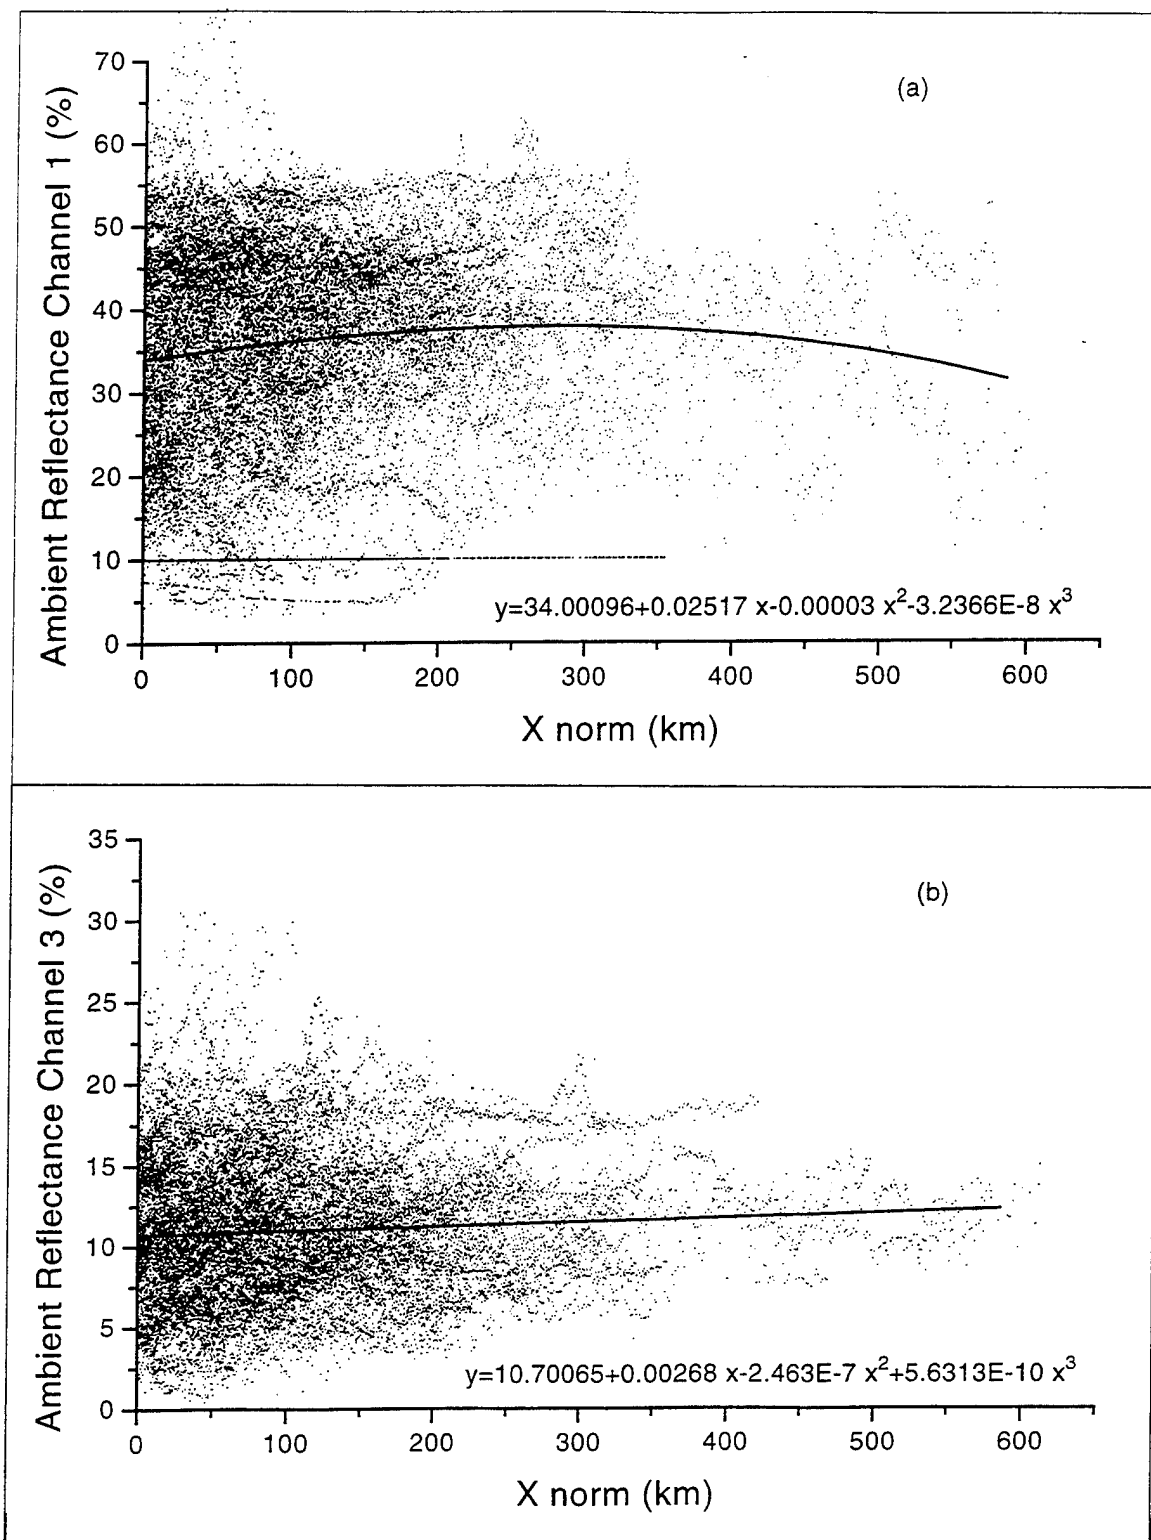 (a)
Ambient Reflectance Channel 1 (%)
70
60
50
40
30
20
10
0
y=34.00096+0.02517 x-0.00003 x²-3.2366E-8 x³
0 100 200 300 400 500 600
X norm (km)
(b)
Ambient Reflectance Channel 3 (%)
35
30
25
20
15
10
5
0
y=10.70065+0.00268 x-2.463E-7 x²+5.6313E-10 x³
0 100 200 300 400 500 600
X norm (km)